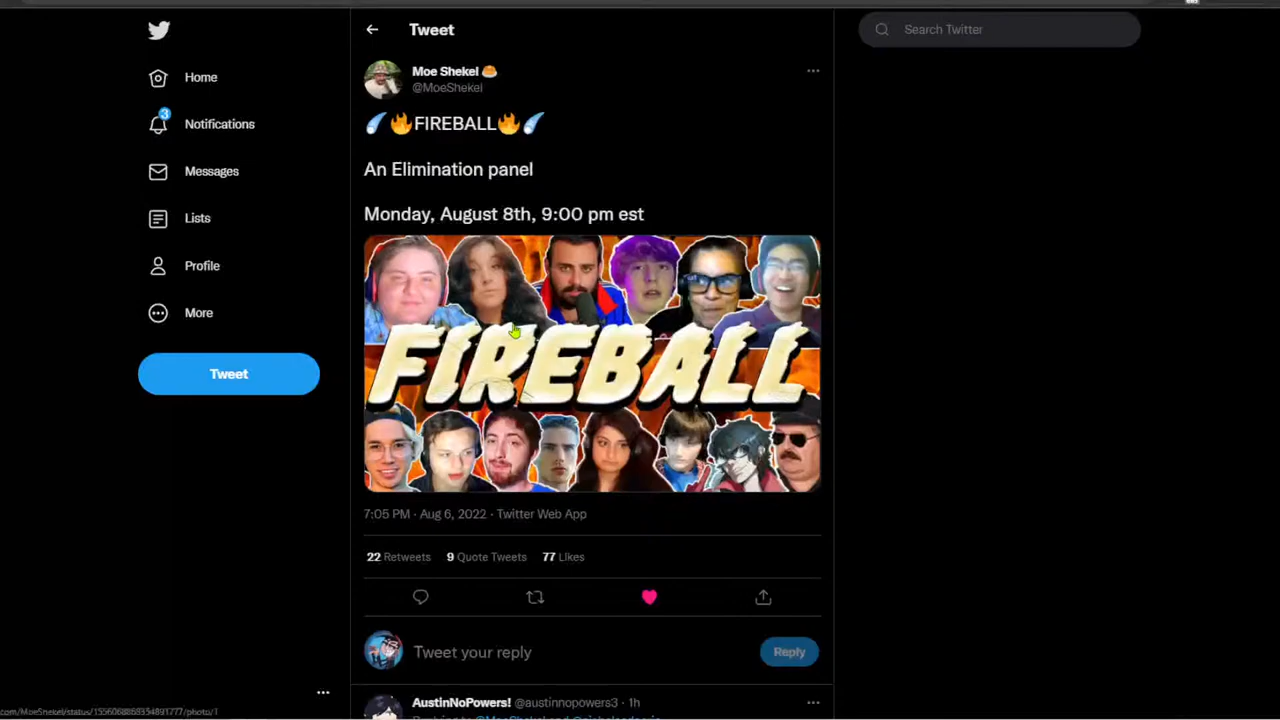 Tweet
Search Twitter
Moe Shekel
@MoeShekel
Home
Notifications
3
Messages
Lists
Profile
More
Tweet
FIREBALL
An Elimination panel
Monday, August 8th, 9:00 pm est
FIREBALL
7:05 PM · Aug 6, 2022 · Twitter Web App
22 Retweets 9 Quote Tweets 77 Likes
Tweet your reply
Reply
AustinNoPowers! @austinnopowers3 · 1h